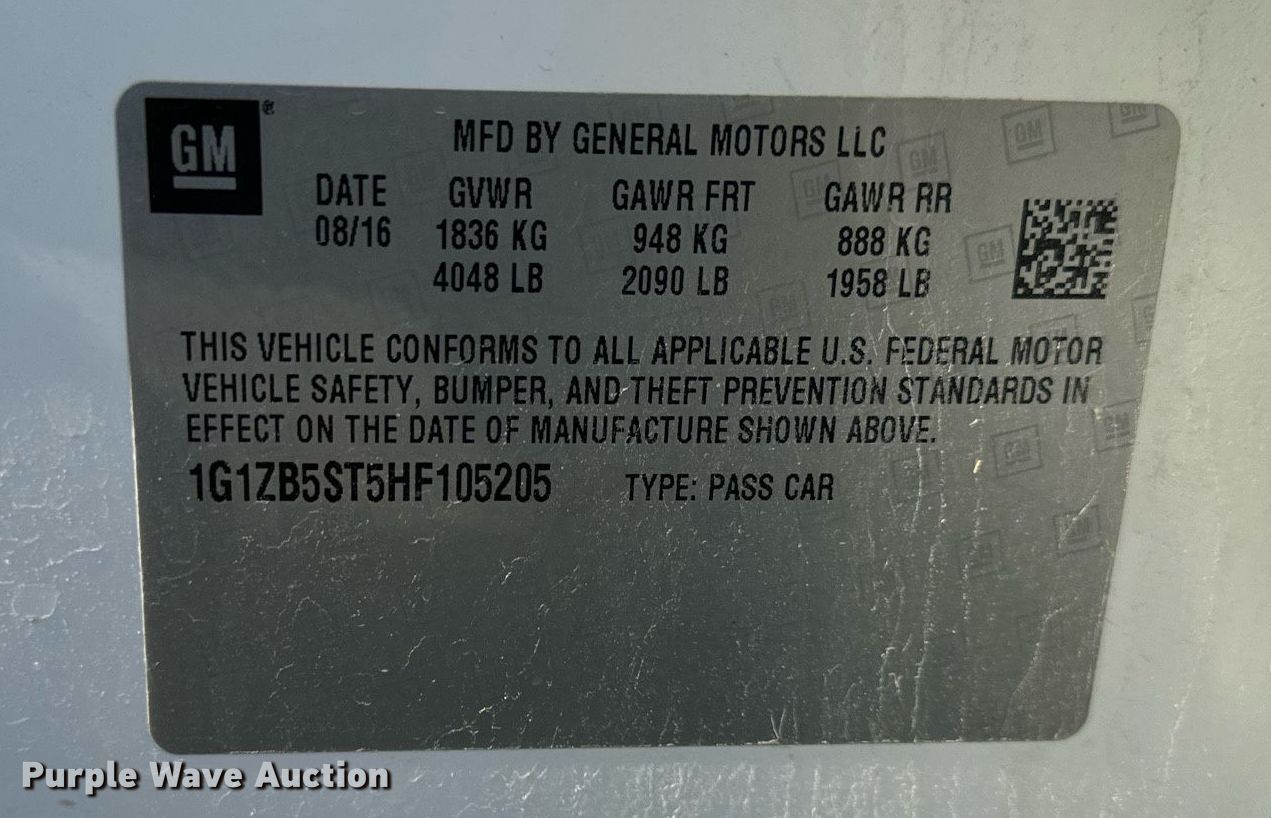 GM
MFD BY GENERAL MOTORS LLC
DATE GVWR GAWR FRT GAWR RR
08/16 1836 KG 948 KG 888 KG
4048 LB 2090 LB 1958 LB
THIS VEHICLE CONFORMS TO ALL APPLICABLE U.S. FEDERAL MOTOR
VEHICLE SAFETY, BUMPER, AND THEFT PREVENTION STANDARDS IN
EFFECT ON THE DATE OF MANUFACTURE SHOWN ABOVE.
1G1ZB5ST5HF105205 TYPE: PASS CAR
Purple Wave Auction